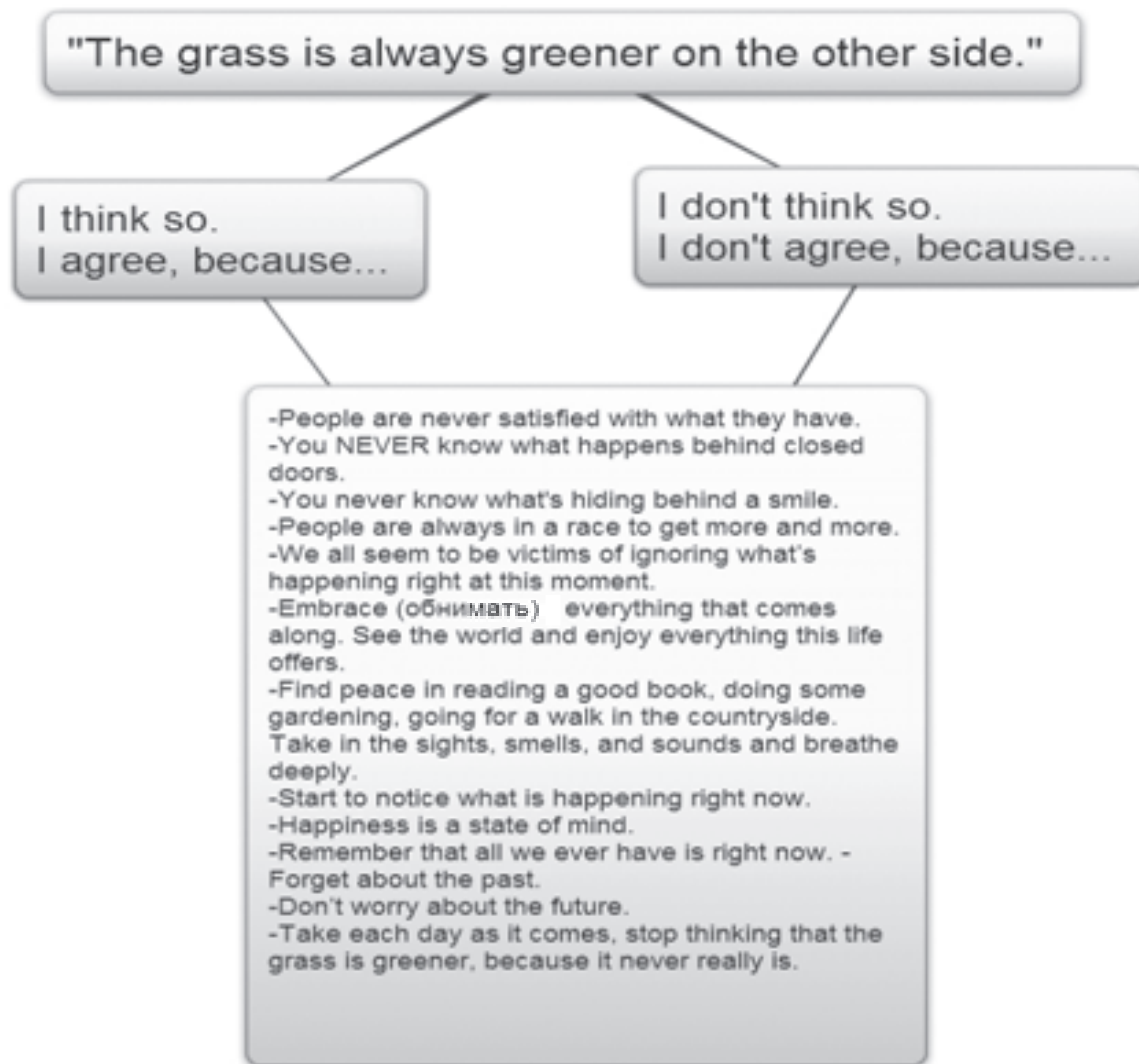 "The grass is always greener on the other side."
I think so.
I agree, because...
I don't think so.
I don't agree, because...
-People are never satisfied with what they have.
-You NEVER know what happens behind closed
doors.
-You never know what's hiding behind a smile.
-People are always in a race to get more and more.
-We all seem to be victims of ignoring what's
happening right at this moment.
-Embrace (обнимать) everything that comes
along. See the world and enjoy everything this life
offers.
-Find peace in reading a good book, doing some
gardening, going for a walk in the countryside.
Take in the sights, smells, and sounds and breathe
deeply.
-Start to notice what is happening right now.
-Happiness is a state of mind.
-Remember that all we ever have is right now. -
Forget about the past.
-Don't worry about the future.
-Take each day as it comes, stop thinking that the
grass is greener, because it never really is.